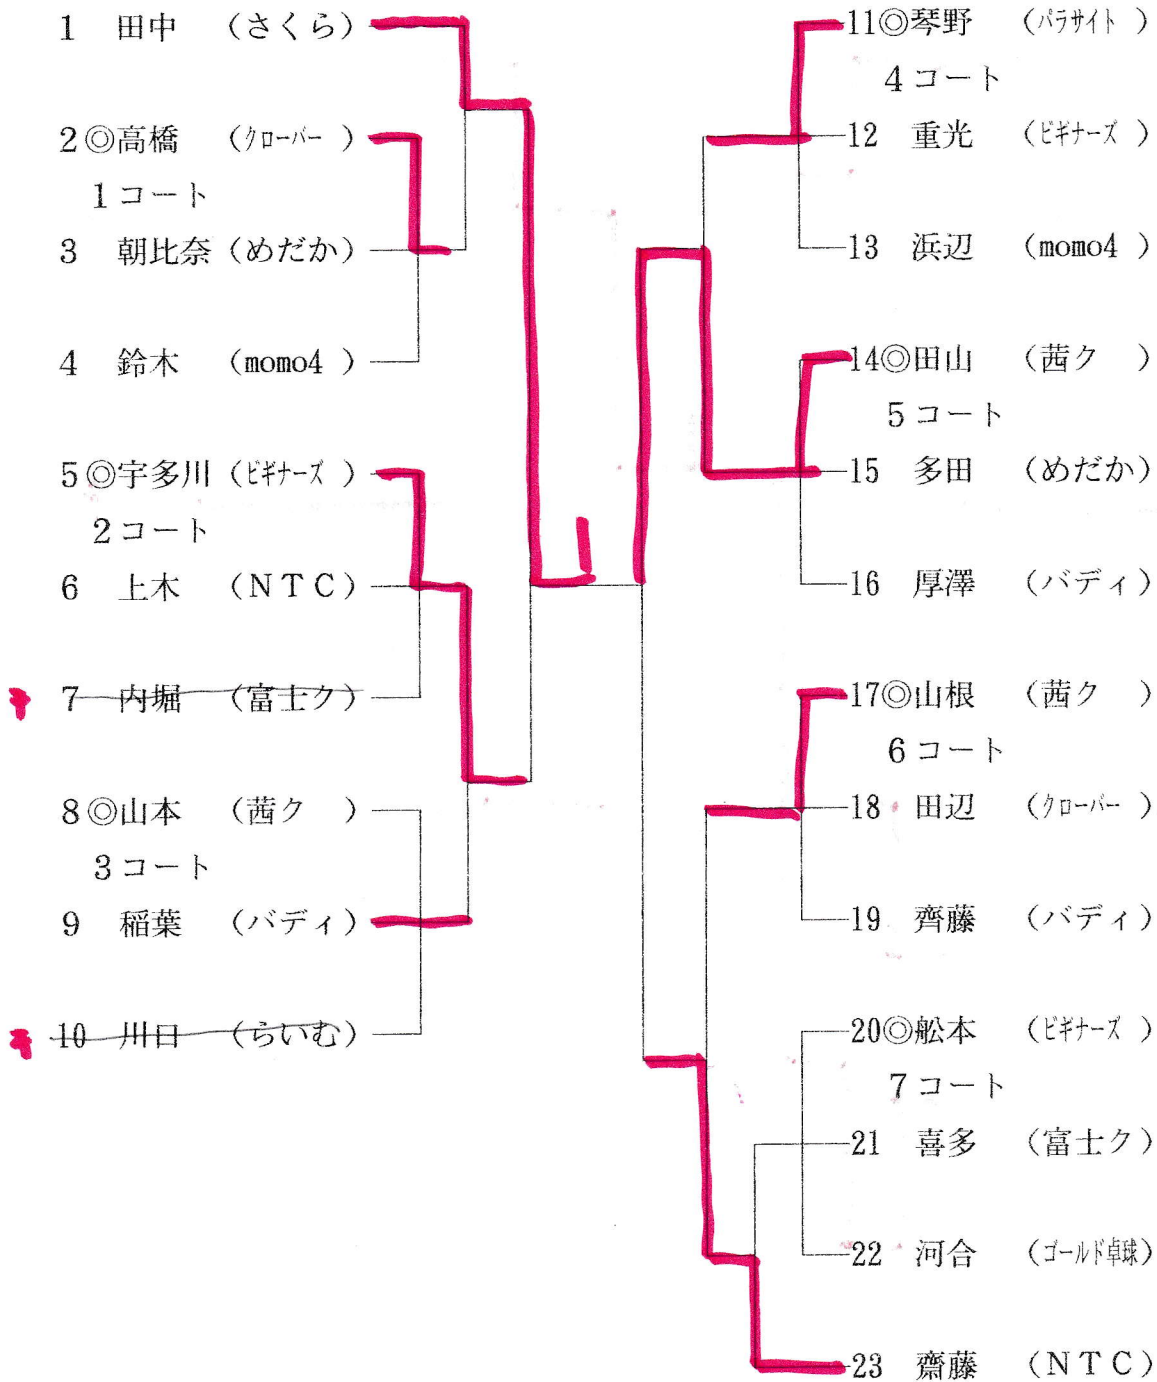 1 田中 (さくら)
2◎高橋 (クローバー)
1コート
3 朝比奈 (めだか)
4 鈴木 (momo4)
5◎宇多川 (ビギナーズ)
2コート
6 上木 (NTC)
7 内堀 (富士ク)
8◎山本 (茜ク)
3コート
9 稲葉 (バディ)
10 川口 (らいむ)
11◎琴野 (パラサイト)
4コート
12 重光 (ビギナーズ)
13 浜辺 (momo4)
14◎田山 (茜ク)
5コート
15 多田 (めだか)
16 厚澤 (バディ)
17◎山根 (茜ク)
6コート
18 田辺 (クローバー)
19 齊藤 (バディ)
20◎舩本 (ビギナーズ)
7コート
21 喜多 (富士ク)
22 河合 (ゴールド卓球)
23 齋藤 (NTC)